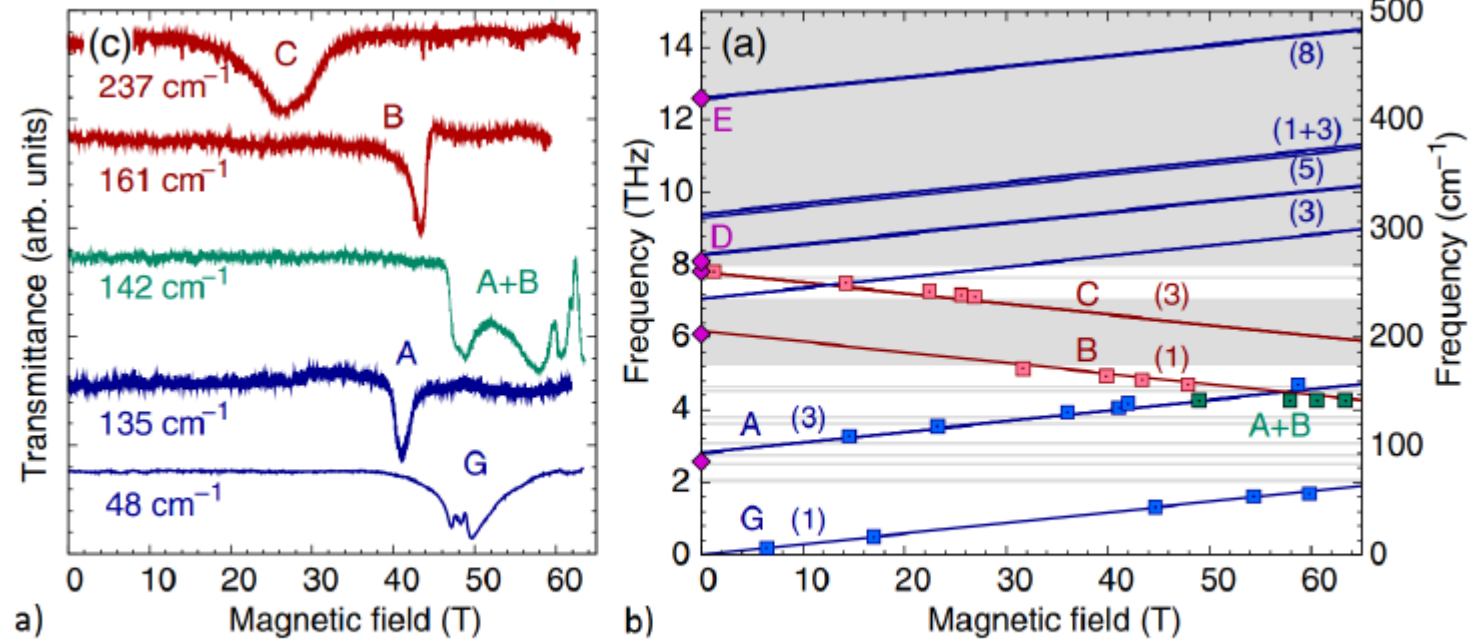 (c)
C
237 cm⁻¹
B
161 cm⁻¹
A+B
142 cm⁻¹
A
135 cm⁻¹
G
48 cm⁻¹
Transmittance (arb. units)
0 10 20 30 40 50 60
Magnetic field (T)
a)
(a)
14
12
10
8
6
4
2
0
Frequency (THz)
E
D
(8)
(1+3)
(5)
(3)
C (3)
B (1)
A (3)
A+B
G (1)
500
400
300
200
100
0
Frequency (cm⁻¹)
0 10 20 30 40 50 60
Magnetic field (T)
b)